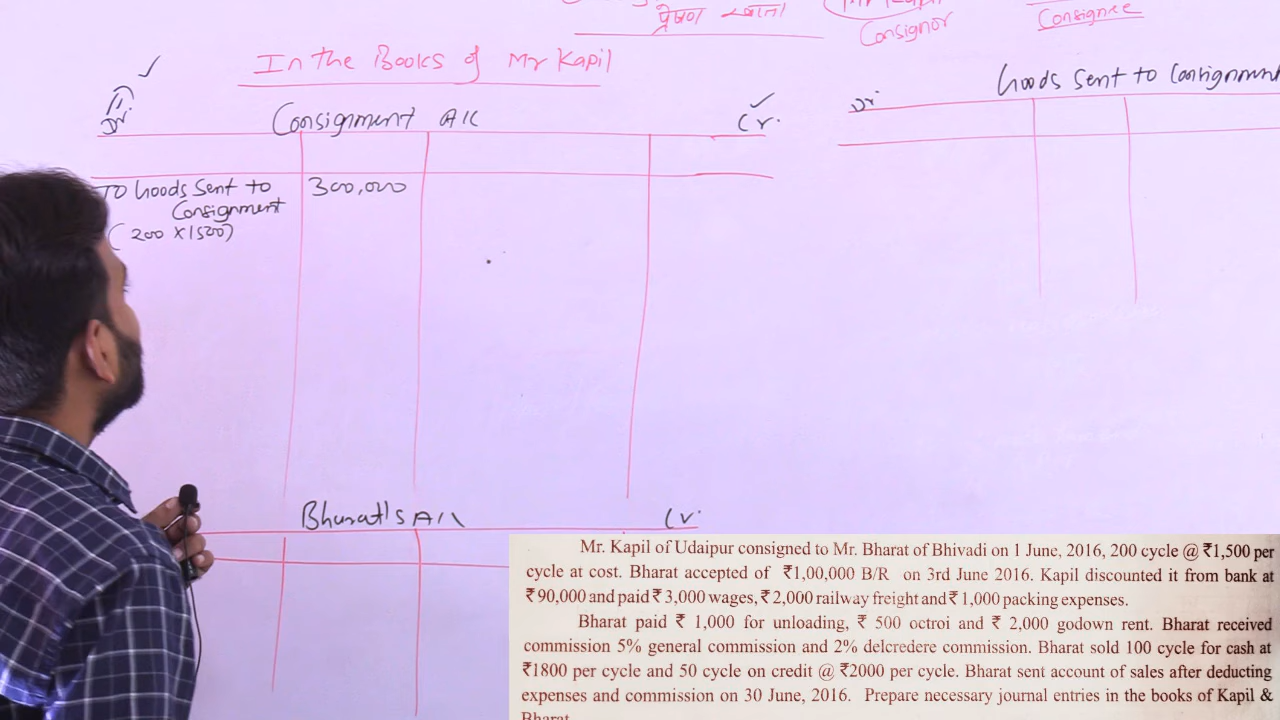 प्रेषण खाता
Consignor
Consignee
In the Books of Mr Kapil
Dr.
Consignment A/C
Cr.
To Goods Sent to
Consignment
(200 x 1500)
300,000
Dr
Goods Sent to Consignment
Bharat's A/c
Cr.
Mr. Kapil of Udaipur consigned to Mr. Bharat of Bhivadi on 1 June, 2016, 200 cycle @ ₹1,500 per
cycle at cost. Bharat accepted of ₹1,00,000 B/R on 3rd June 2016. Kapil discounted it from bank at
₹ 90,000 and paid ₹ 3,000 wages, ₹ 2,000 railway freight and ₹ 1,000 packing expenses.
Bharat paid ₹ 1,000 for unloading, ₹ 500 octroi and ₹ 2,000 godown rent. Bharat received
commission 5% general commission and 2% delcredere commission. Bharat sold 100 cycle for cash at
₹1800 per cycle and 50 cycle on credit @ ₹2000 per cycle. Bharat sent account of sales after deducting
expenses and commission on 30 June, 2016. Prepare necessary journal entries in the books of Kapil &
Bharat